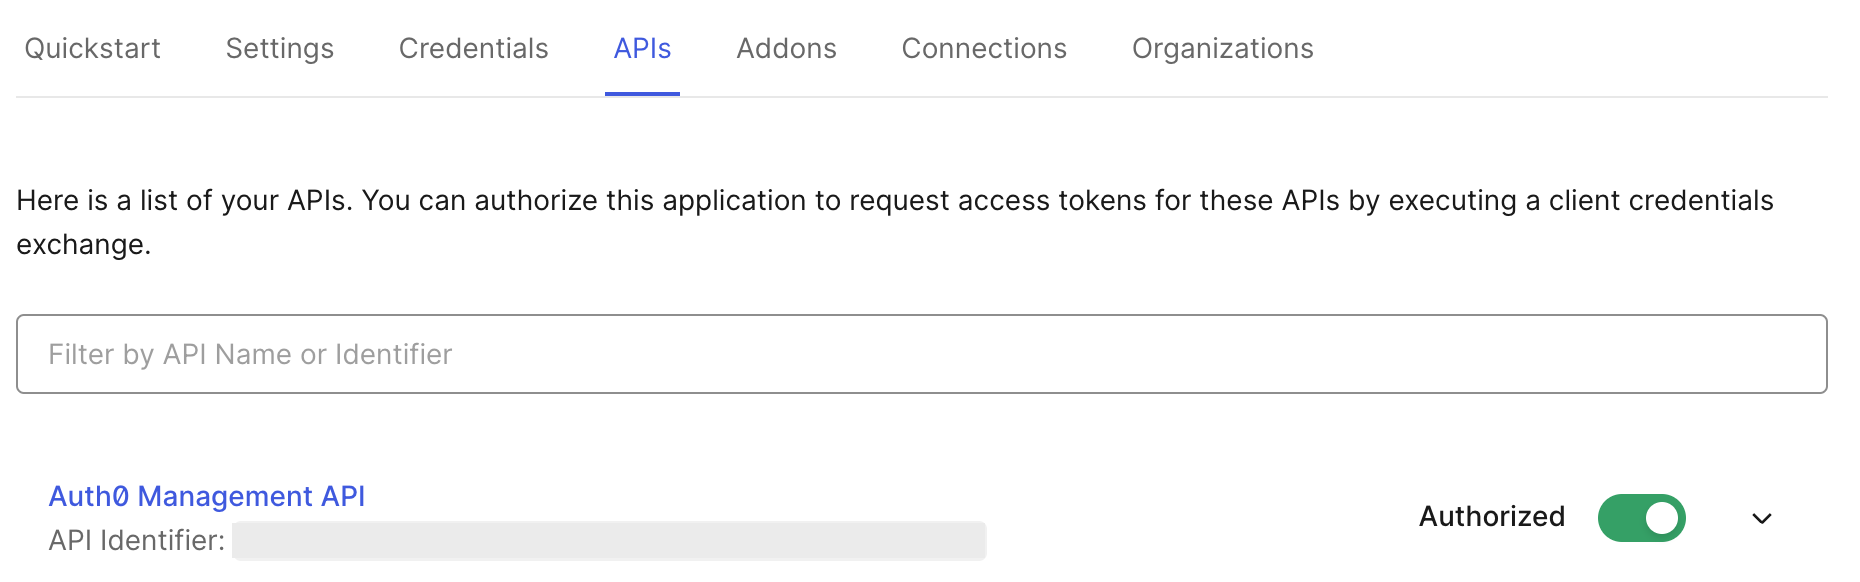 Quickstart Settings Credentials APIs Addons Connections Organizations
Here is a list of your APIs. You can authorize this application to request access tokens for these APIs by executing a client credentials
exchange.
Filter by API Name or Identifier
Auth0 Management API
Authorized
API Identifier: